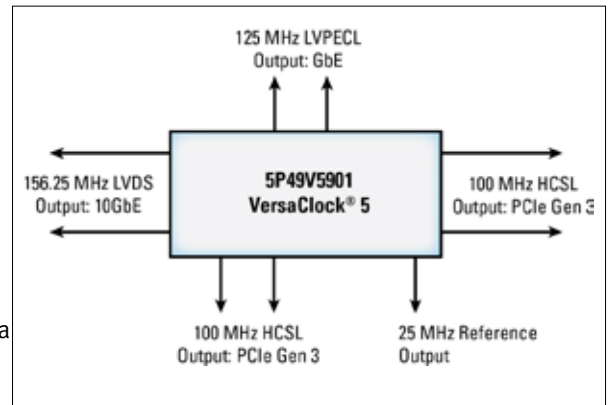 125 MHz LVPECL
Output: GbE
156.25 MHz LVDS
Output: 10GbE
5P49V5901
VersaClock® 5
100 MHz HCSL
Output: PCIe Gen 3
a
100 MHz HCSL
Output: PCIe Gen 3
25 MHz Reference
Output